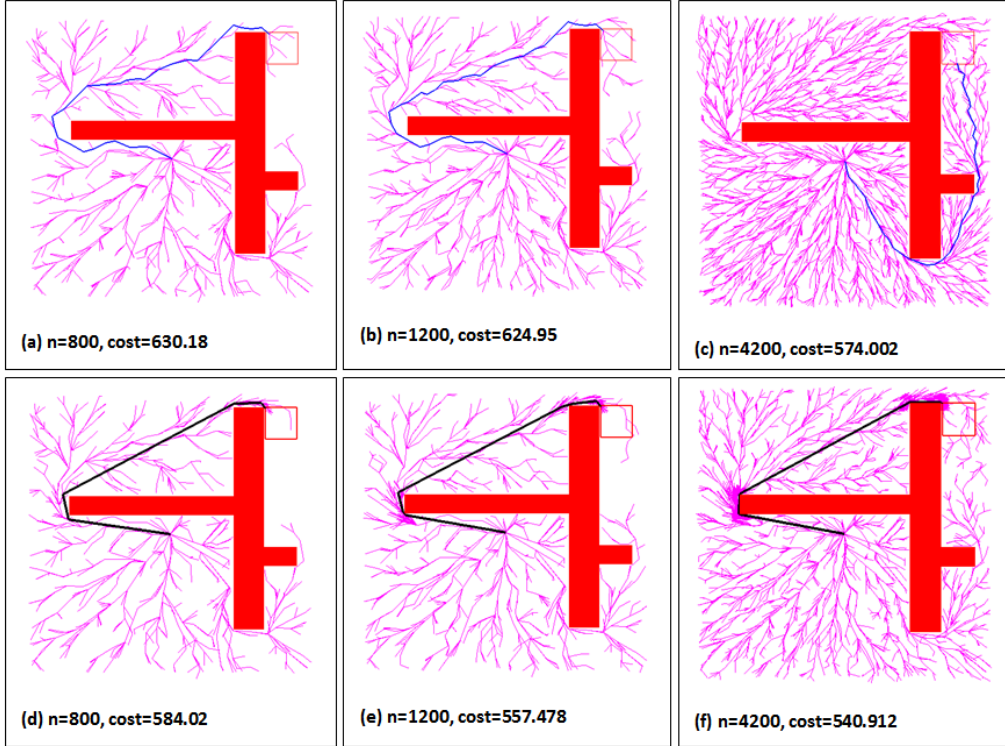 (a) n=800, cost=630.18
(b) n=1200, cost=624.95
(c) n=4200, cost=574.002
(d) n=800, cost=584.02
(e) n=1200, cost=557.478
(f) n=4200, cost=540.912